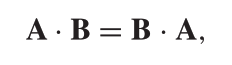 A · B = B · A,